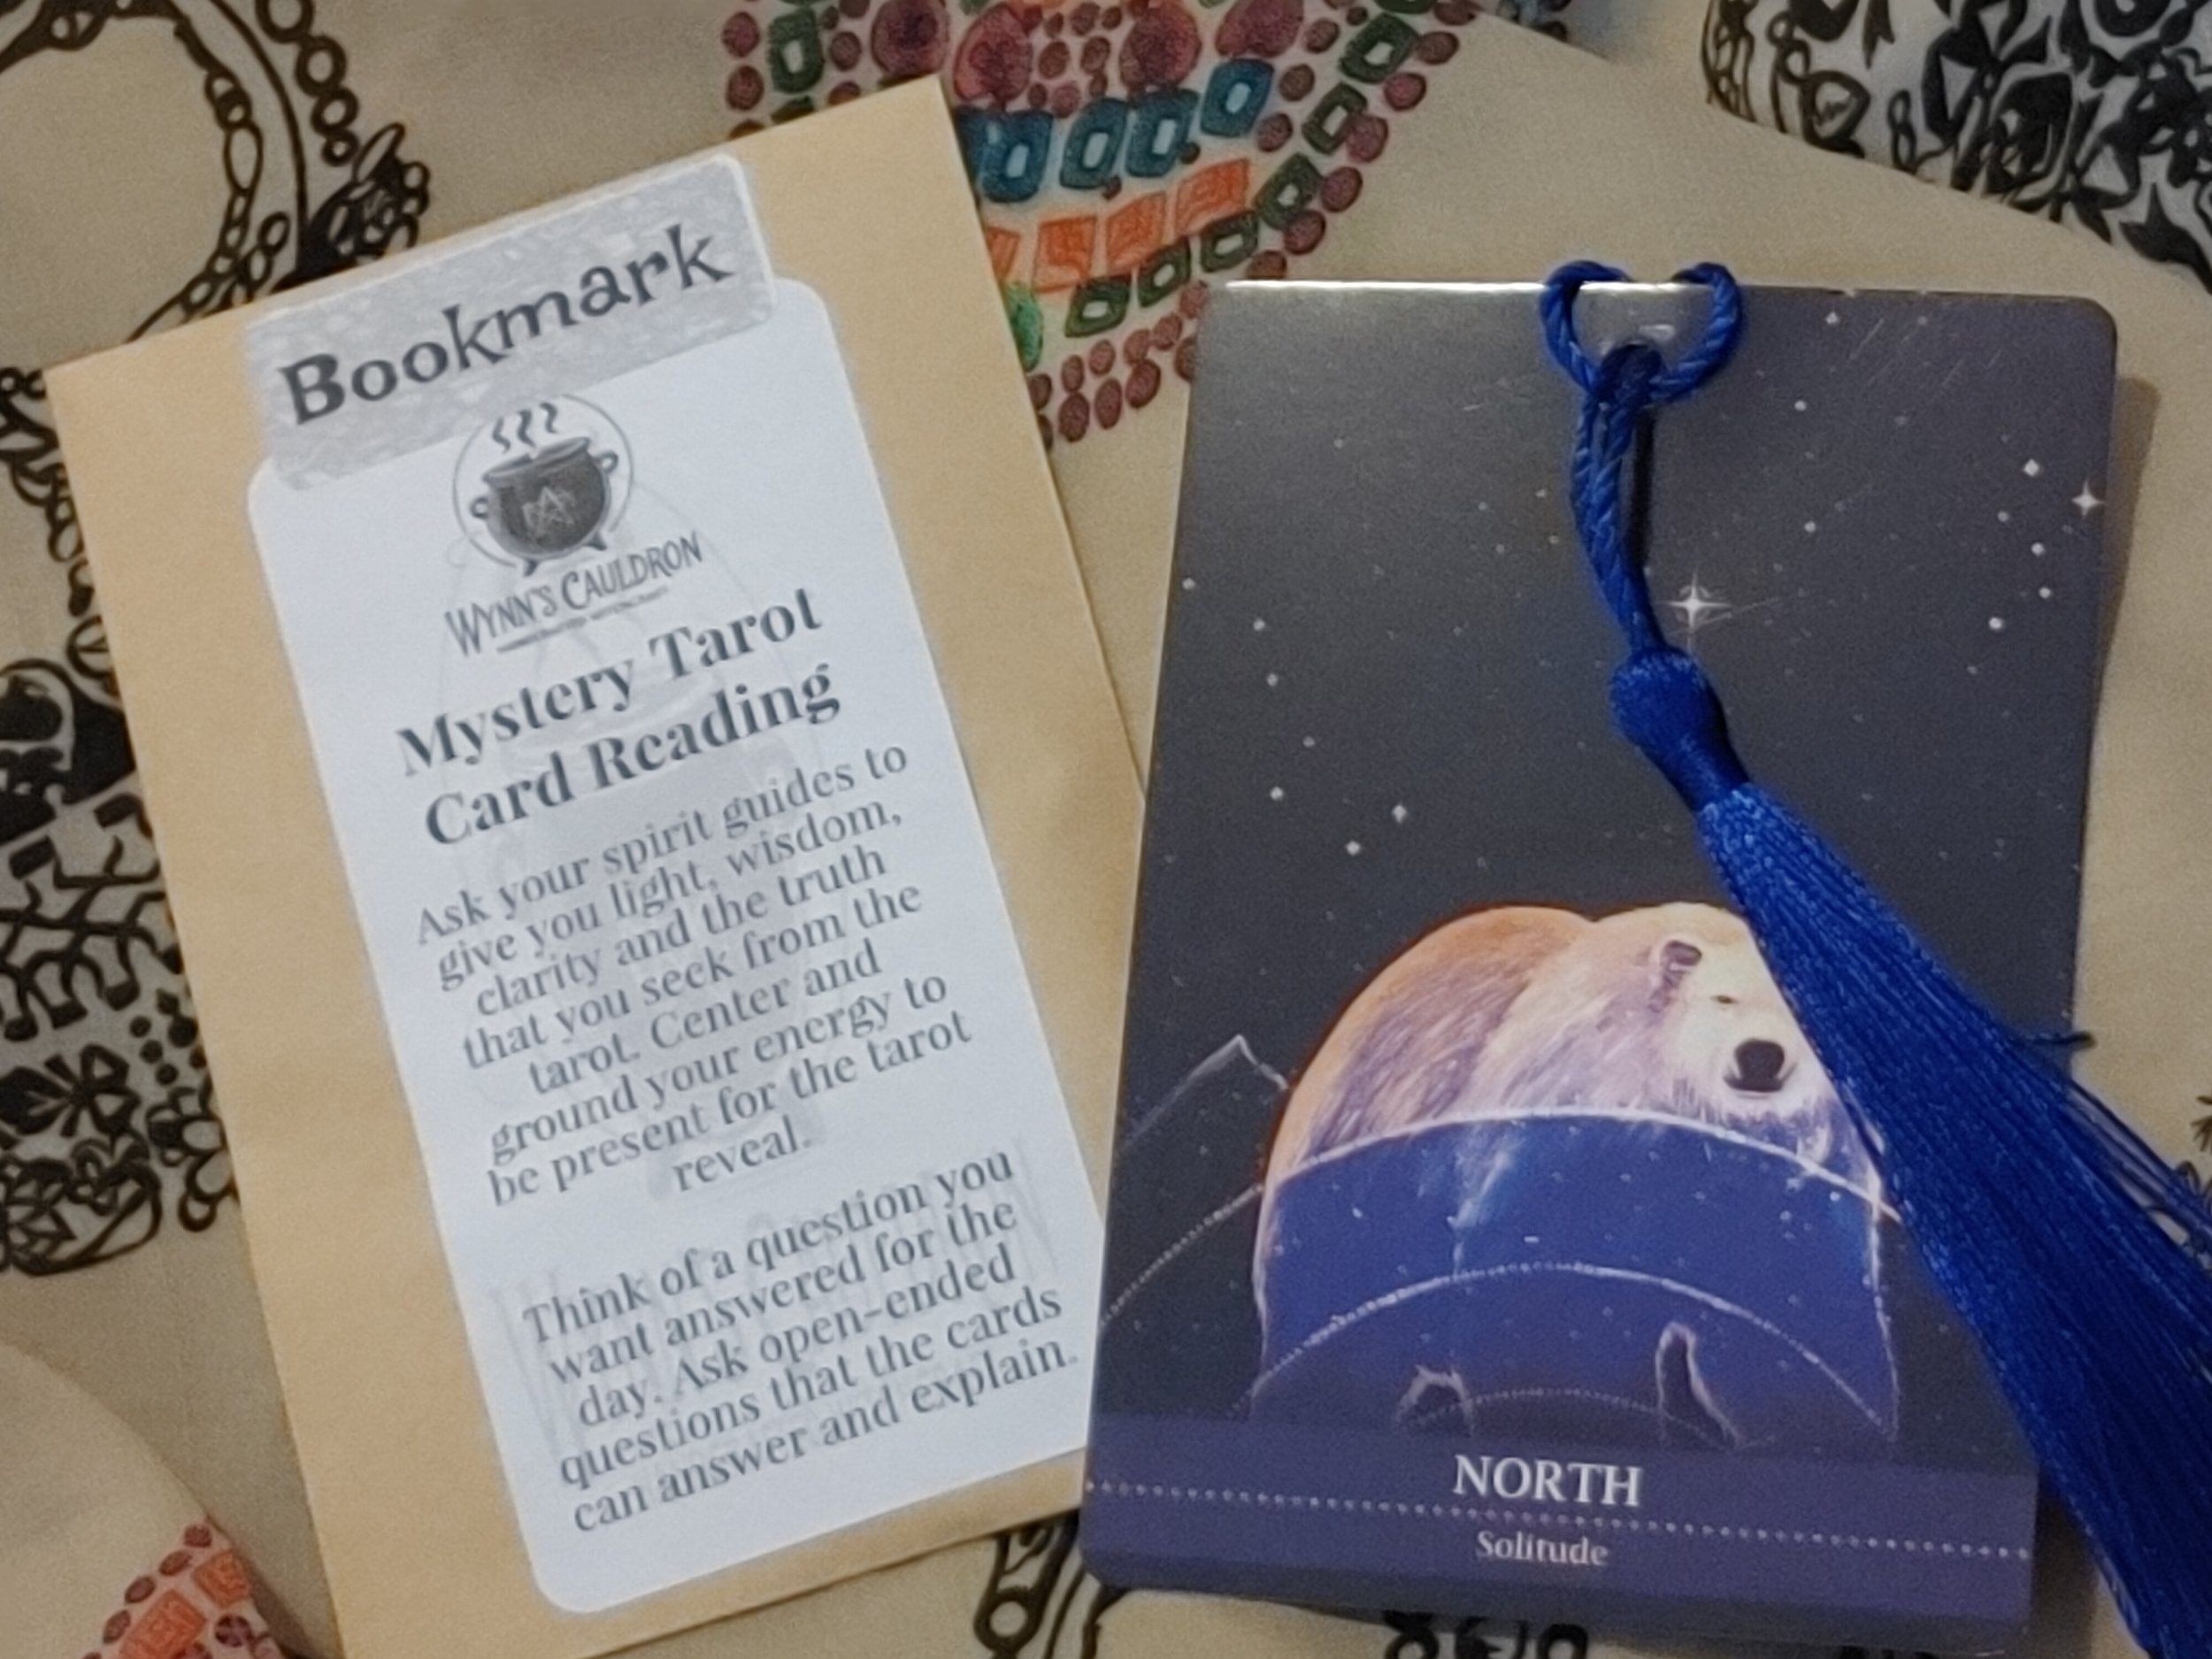 Bookmark
WYNN'S CAULDRON
Mystery Tarot
Card Reading
Ask your spirit guides to
give you light, wisdom,
clarity and the truth
that you seek from the
tarot. Center and
ground your energy to
be present for the tarot
reveal.
Think of a question you
want answered for the
day. Ask open-ended
questions that the cards
can answer and explain.
NORTH
Solitude